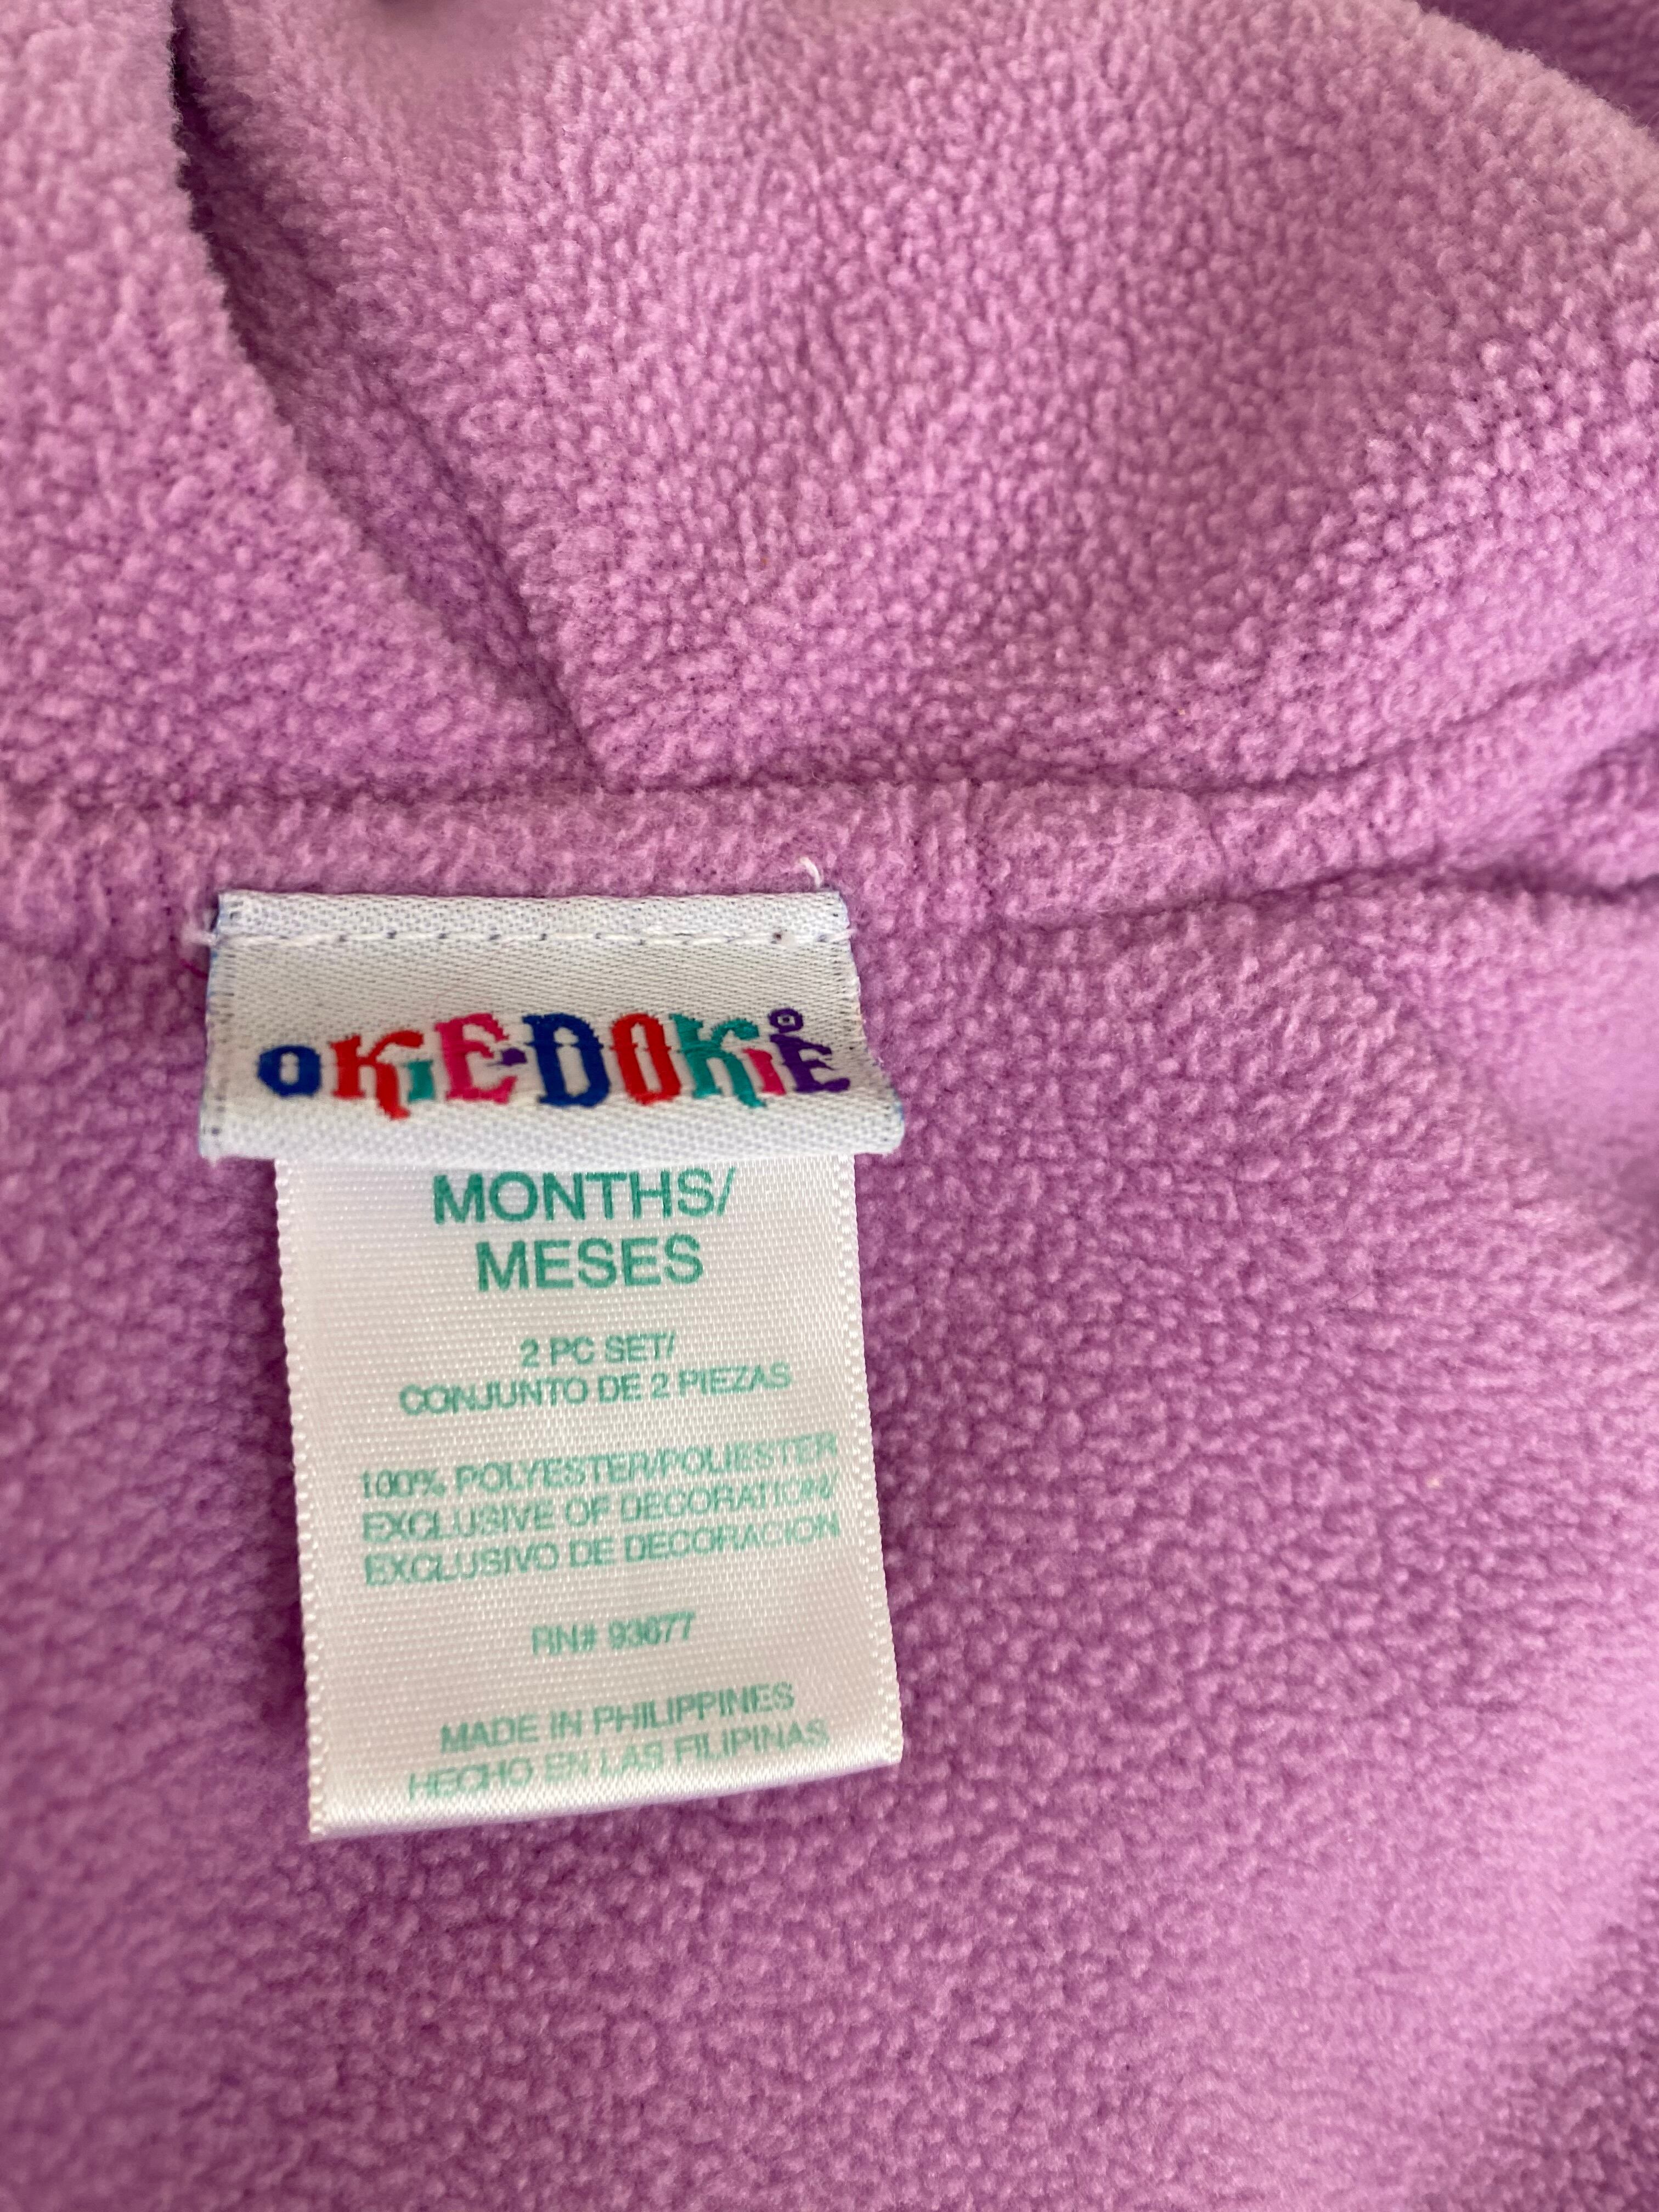 OKIE-DOKIE
MONTHS/
MESES
2 PC SET/
CONJUNTO DE 2 PIEZAS
100% POLYESTER/POLIESTER
EXCLUSIVE OF DECORATION/
EXCLUSIVO DE DECORACION
RN# 93677
MADE IN PHILIPPINES
HECHO EN LAS FILIPINAS